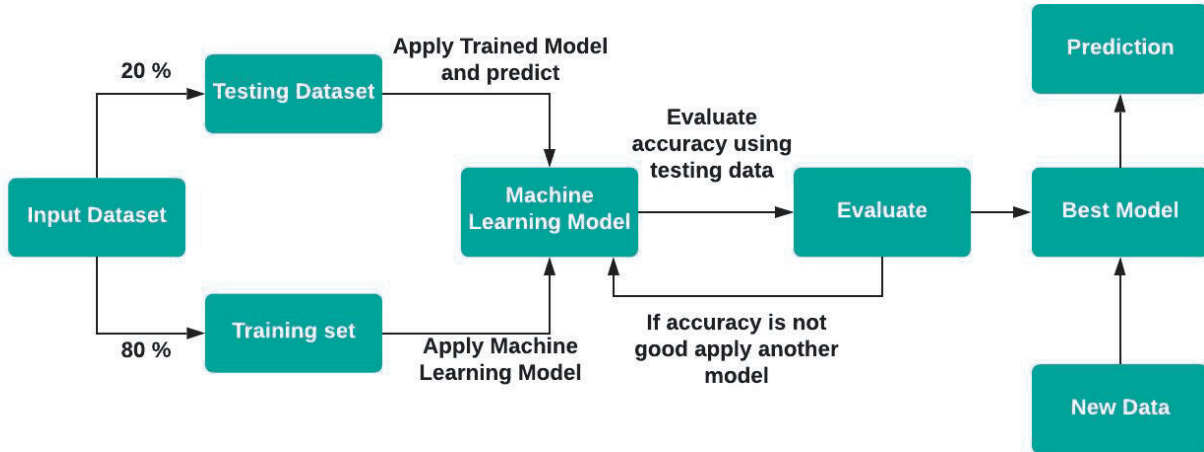 20 %
Testing Dataset
Apply Trained Model
and predict
Prediction
Input Dataset
Machine
Learning Model
Evaluate
accuracy using
testing data
Evaluate
Best Model
80 %
Training set
Apply Machine
Learning Model
If accuracy is not
good apply another
model
New Data